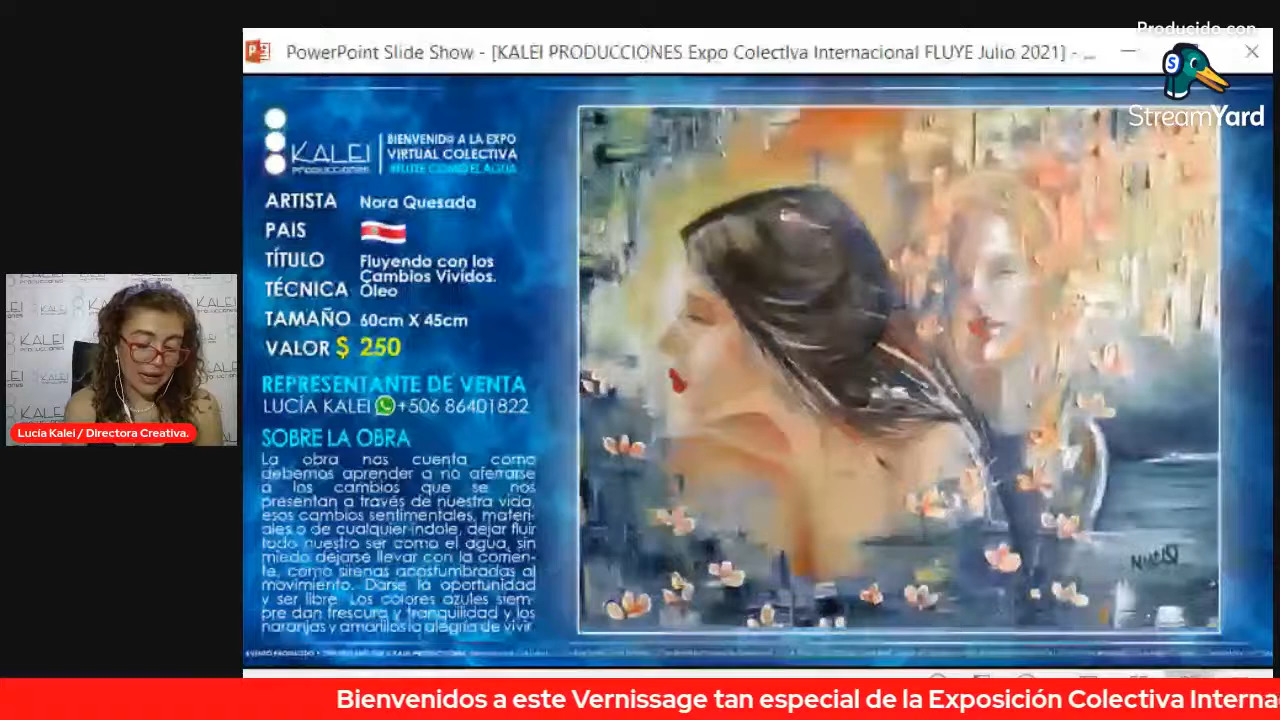 Producido con
StreamYard
PowerPoint Slide Show - [KALEI PRODUCCIONES Expo Colectiva Internacional FLUYE Julio 2021] - ...
KALEI
PRODUCCIONES
BIENVENID@ A LA EXPO
VIRTUAL COLECTIVA
FLUYE COMO EL AGUA
ARTISTA Nora Quesada
PAIS
TÍTULO Fluyendo con los
Cambios Vividos.
TÉCNICA Óleo
TAMAÑO 60cm X 45cm
VALOR $ 250
REPRESENTANTE DE VENTA
LUCÍA KALEI +506 86401822
SOBRE LA OBRA
La obra nos cuenta como
debemos aprender a no aferrarse
a los cambios que se nos
presentan a través de nuestra vida,
esos cambios sentimentales, materi-
ales o de cualquier índole, dejar fluir
todo nuestro ser como el agua, sin
miedo dejarse llevar con la corrien-
te, como sirenas acostumbradas al
movimiento. Darse la oportunidad
y ser libre. Los colores azules siem-
pre dan frescura y tranquilidad y los
naranjas y amarillos la alegría de vivir
Lucía Kalei / Directora Creativa.
Bienvenidos a este Vernissage tan especial de la Exposición Colectiva Interna